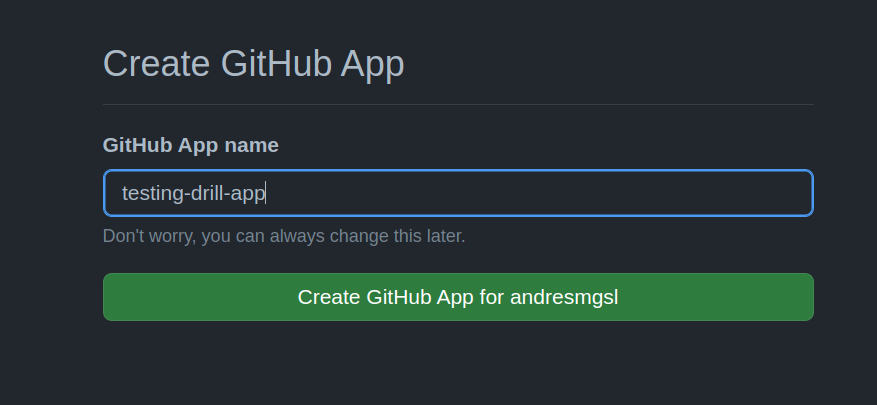 Create GitHub App
GitHub App name
testing-drill-app
Don't worry, you can always change this later.
Create GitHub App for andresmgsl